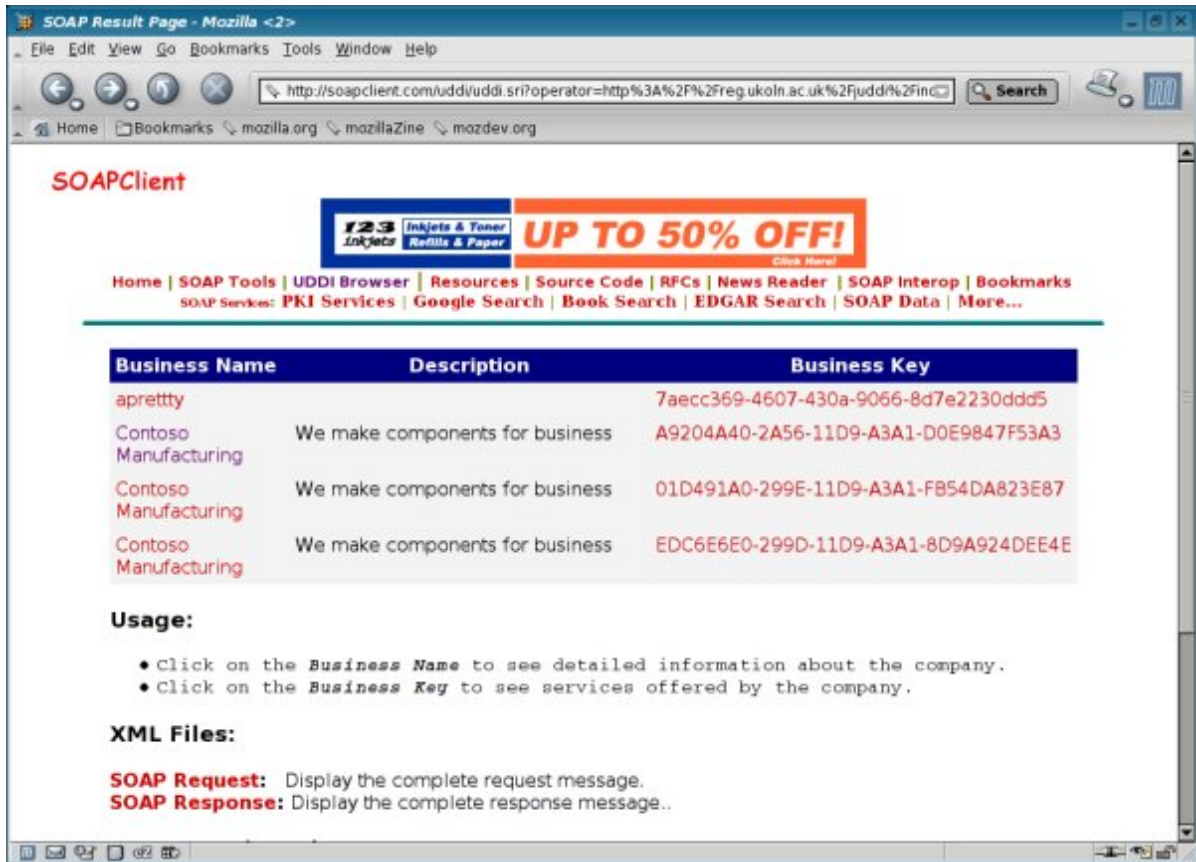 SOAP Result Page - Mozilla <2>
File Edit View Go Bookmarks Tools Window Help
http://soapclient.com/uddi/uddi.sri?operator=http%3A%2F%2Freg.ukoln.ac.uk%2Fjuddi%2Finc
Search
Home Bookmarks mozilla.org mozillaZine mozdev.org
SOAPClient
123 inkjets Inkjets & Toner Refills & Paper UP TO 50% OFF!
Click Here!
Home | SOAP Tools | UDDI Browser | Resources | Source Code | RFCs | News Reader | SOAP Interop | Bookmarks
SOAP Services: PKI Services | Google Search | Book Search | EDGAR Search | SOAP Data | More...
Business Name Description Business Key
aprettty 7aecc369-4607-430a-9066-8d7e2230ddd5
Contoso Manufacturing We make components for business A9204A40-2A56-11D9-A3A1-D0E9847F53A3
Contoso Manufacturing We make components for business 01D491A0-299E-11D9-A3A1-FB54DA823E87
Contoso Manufacturing We make components for business EDC6E6E0-299D-11D9-A3A1-8D9A924DEE4E
Usage:
Click on the Business Name to see detailed information about the company.
Click on the Business Key to see services offered by the company.
XML Files:
SOAP Request: Display the complete request message.
SOAP Response: Display the complete response message..